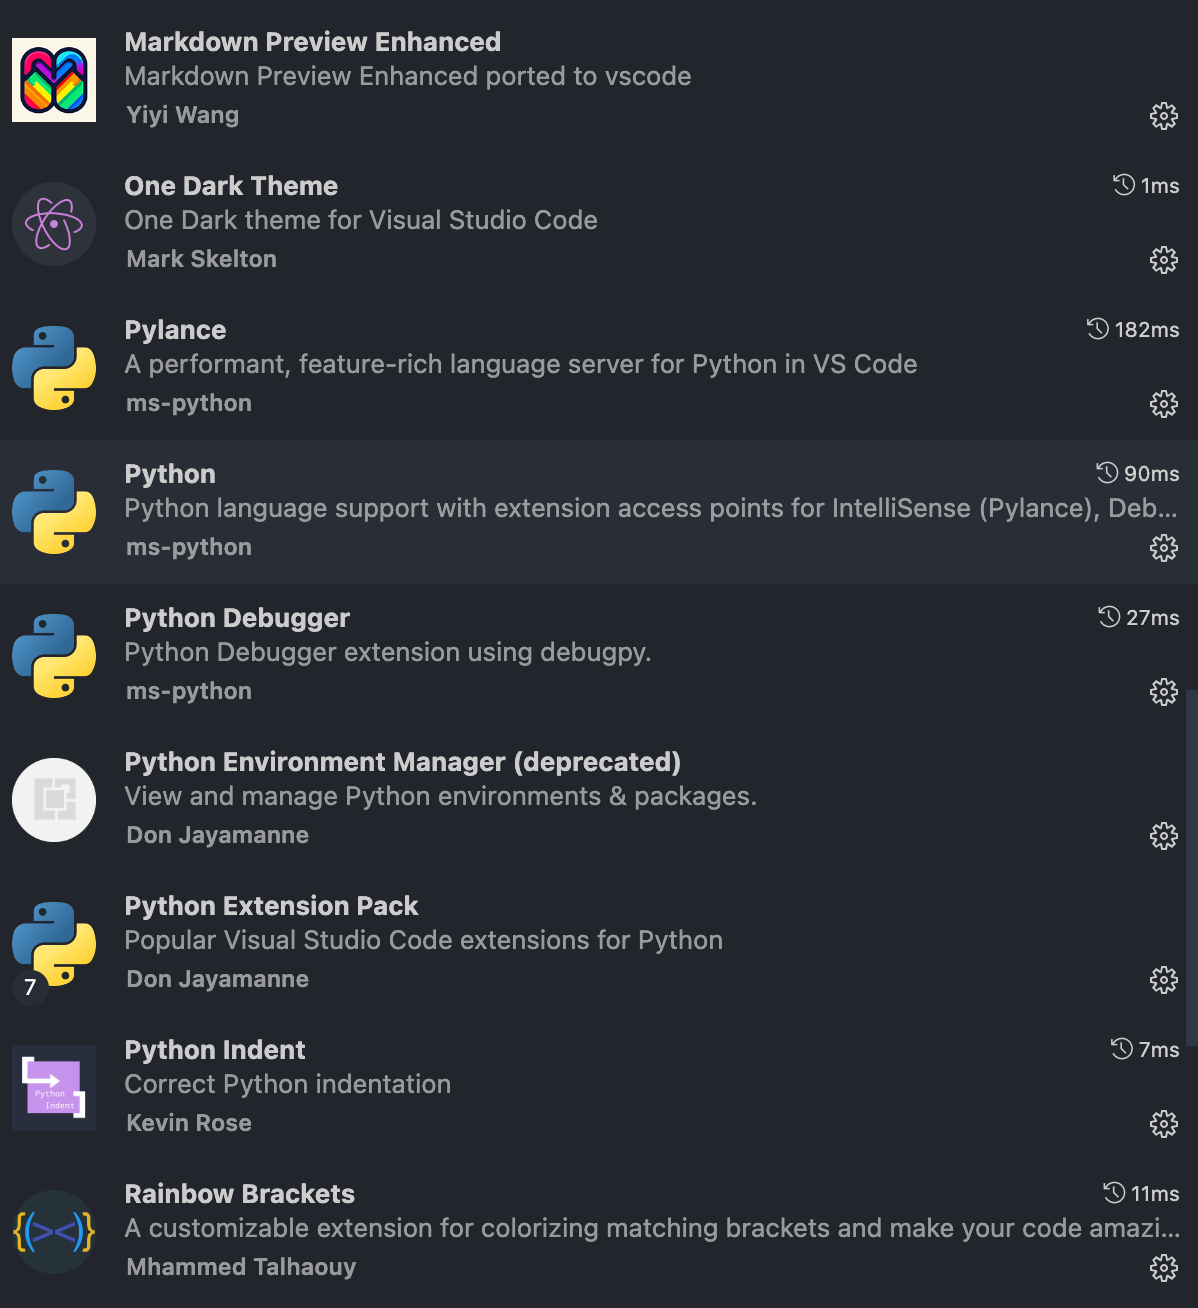 Markdown Preview Enhanced
Markdown Preview Enhanced ported to vscode
Yiyi Wang
One Dark Theme 1ms
One Dark theme for Visual Studio Code
Mark Skelton
Pylance 182ms
A performant, feature-rich language server for Python in VS Code
ms-python
Python 90ms
Python language support with extension access points for IntelliSense (Pylance), Deb...
ms-python
Python Debugger 27ms
Python Debugger extension using debugpy.
ms-python
Python Environment Manager (deprecated)
View and manage Python environments & packages.
Don Jayamanne
Python Extension Pack
Popular Visual Studio Code extensions for Python
Don Jayamanne
7
Python Indent 7ms
Correct Python indentation
Python
Indent
Kevin Rose
Rainbow Brackets 11ms
A customizable extension for colorizing matching brackets and make your code amazi...
{(><)}
Mhammed Talhaouy